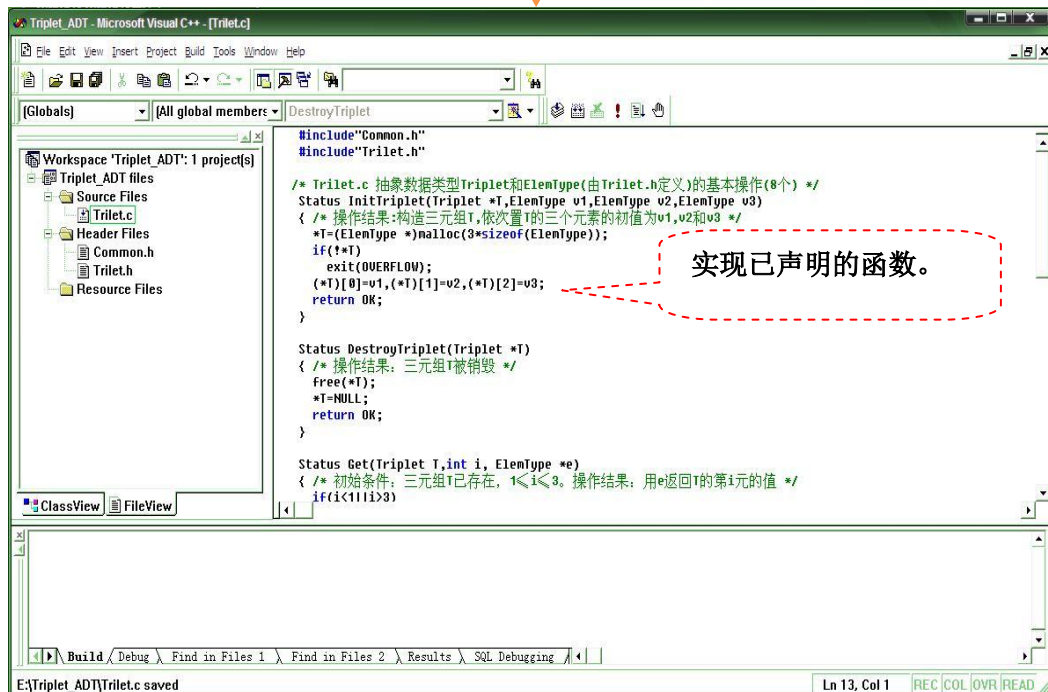 Triplet_ADT - Microsoft Visual C++ - [Trilet.c]
File Edit View Insert Project Build Tools Window Help
(Globals) (All global members DestroyTriplet
Workspace 'Triplet_ADT': 1 project(s)
Triplet_ADT files
Source Files
Trilet.c
Header Files
Common.h
Trilet.h
Resource Files
ClassView FileView
#include"Common.h"
#include"Trilet.h"
/* Trilet.c 抽象数据类型Triplet和ElemType(由Trilet.h定义)的基本操作(8个) */
Status InitTriplet(Triplet *T,ElemType v1,ElemType v2,ElemType v3)
{ /* 操作结果:构造三元组T,依次置T的三个元素的初值为v1,v2和v3 */
*T=(ElemType *)malloc(3*sizeof(ElemType));
if(!*T)
exit(OVERFLOW);
(*T)[0]=v1,(*T)[1]=v2,(*T)[2]=v3;
return OK;
}
Status DestroyTriplet(Triplet *T)
{ /* 操作结果：三元组T被销毁 */
free(*T);
*T=NULL;
return OK;
}
Status Get(Triplet T,int i, ElemType *e)
{ /* 初始条件：三元组T已存在，1≤i≤3。操作结果：用e返回T的第i元的值 */
if(i<1||i>3)
实现已声明的函数。
Build Debug Find in Files 1 Find in Files 2 Results SQL Debugging
E:\Triplet_ADT\Trilet.c saved
Ln 13, Col 1 REC COL OVR READ